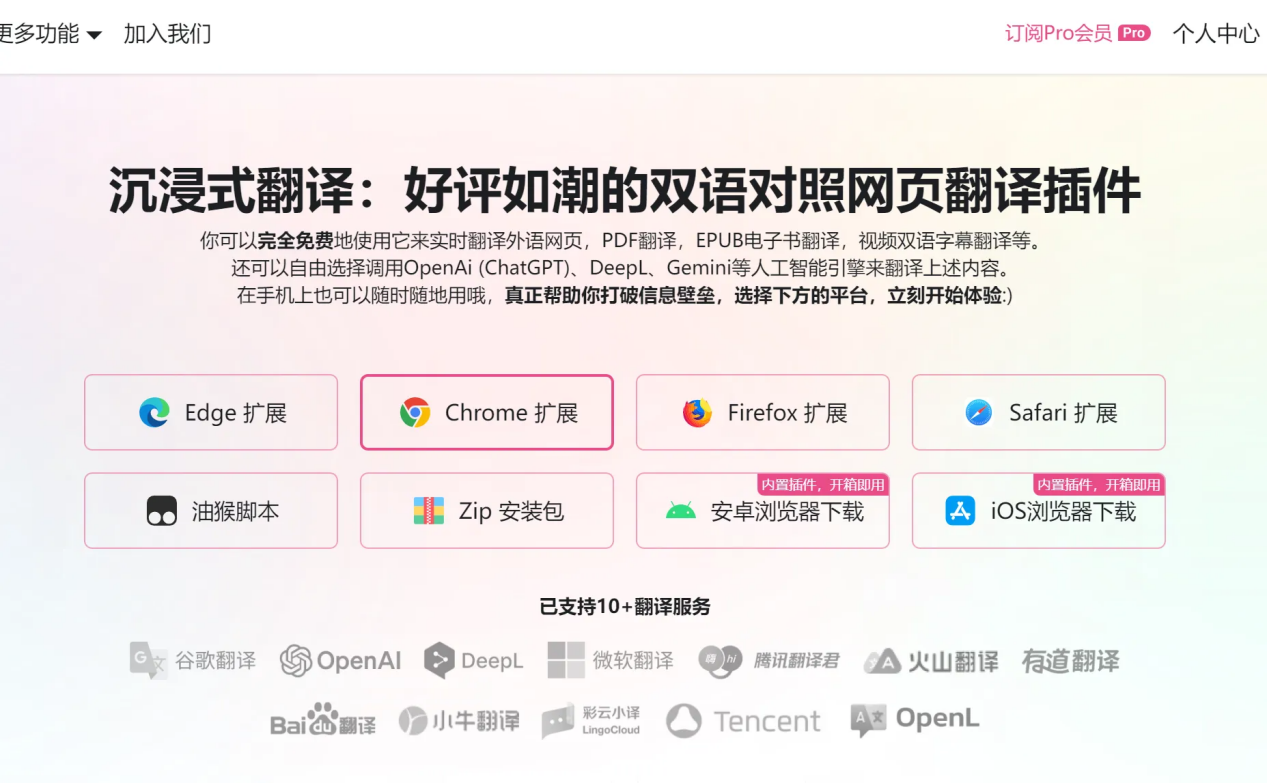 更多功能 加入我们 订阅Pro会员 Pro 个人中心
沉浸式翻译：好评如潮的双语对照网页翻译插件
你可以完全免费地使用它来实时翻译外语网页，PDF翻译，EPUB电子书翻译，视频双语字幕翻译等。
还可以自由选择调用OpenAi (ChatGPT)、DeepL、Gemini等人工智能引擎来翻译上述内容。
在手机上也可以随时随地用哦，真正帮助你打破信息壁垒，选择下方的平台，立刻开始体验:)
Edge 扩展
Chrome 扩展
Firefox 扩展
Safari 扩展
油猴脚本
Zip 安装包
内置插件，开箱即用
安卓浏览器下载
内置插件，开箱即用
iOS浏览器下载
已支持10+翻译服务
G 文 谷歌翻译 OpenAI DeepL 微软翻译 嗨 hi 腾讯翻译君 A 火山翻译 有道翻译
Bai du 翻译 小牛翻译 彩云小译 LingoCloud Tencent A 文 OpenL